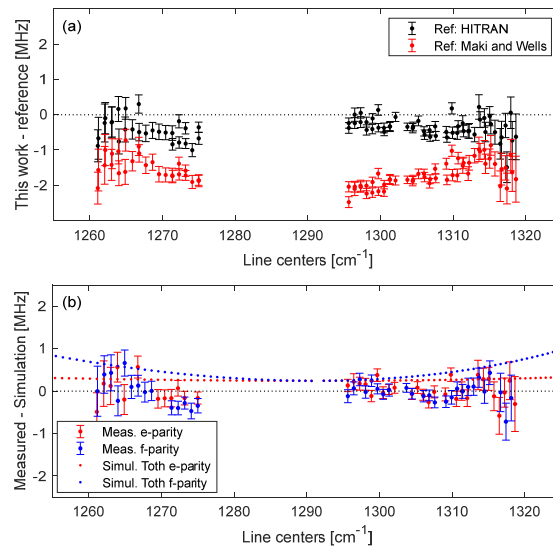 (a)
Ref: HITRAN
Ref: Maki and Wells
This work - reference [MHz]
2
1
0
-1
-2
1260 1270 1280 1290 1300 1310 1320
Line centers [cm⁻¹]
(b)
Measured - Simulation [MHz]
2
1
0
-1
-2
Meas. e-parity
Meas. f-parity
Simul. Toth e-parity
Simul. Toth f-parity
1260 1270 1280 1290 1300 1310 1320
Line centers [cm⁻¹]